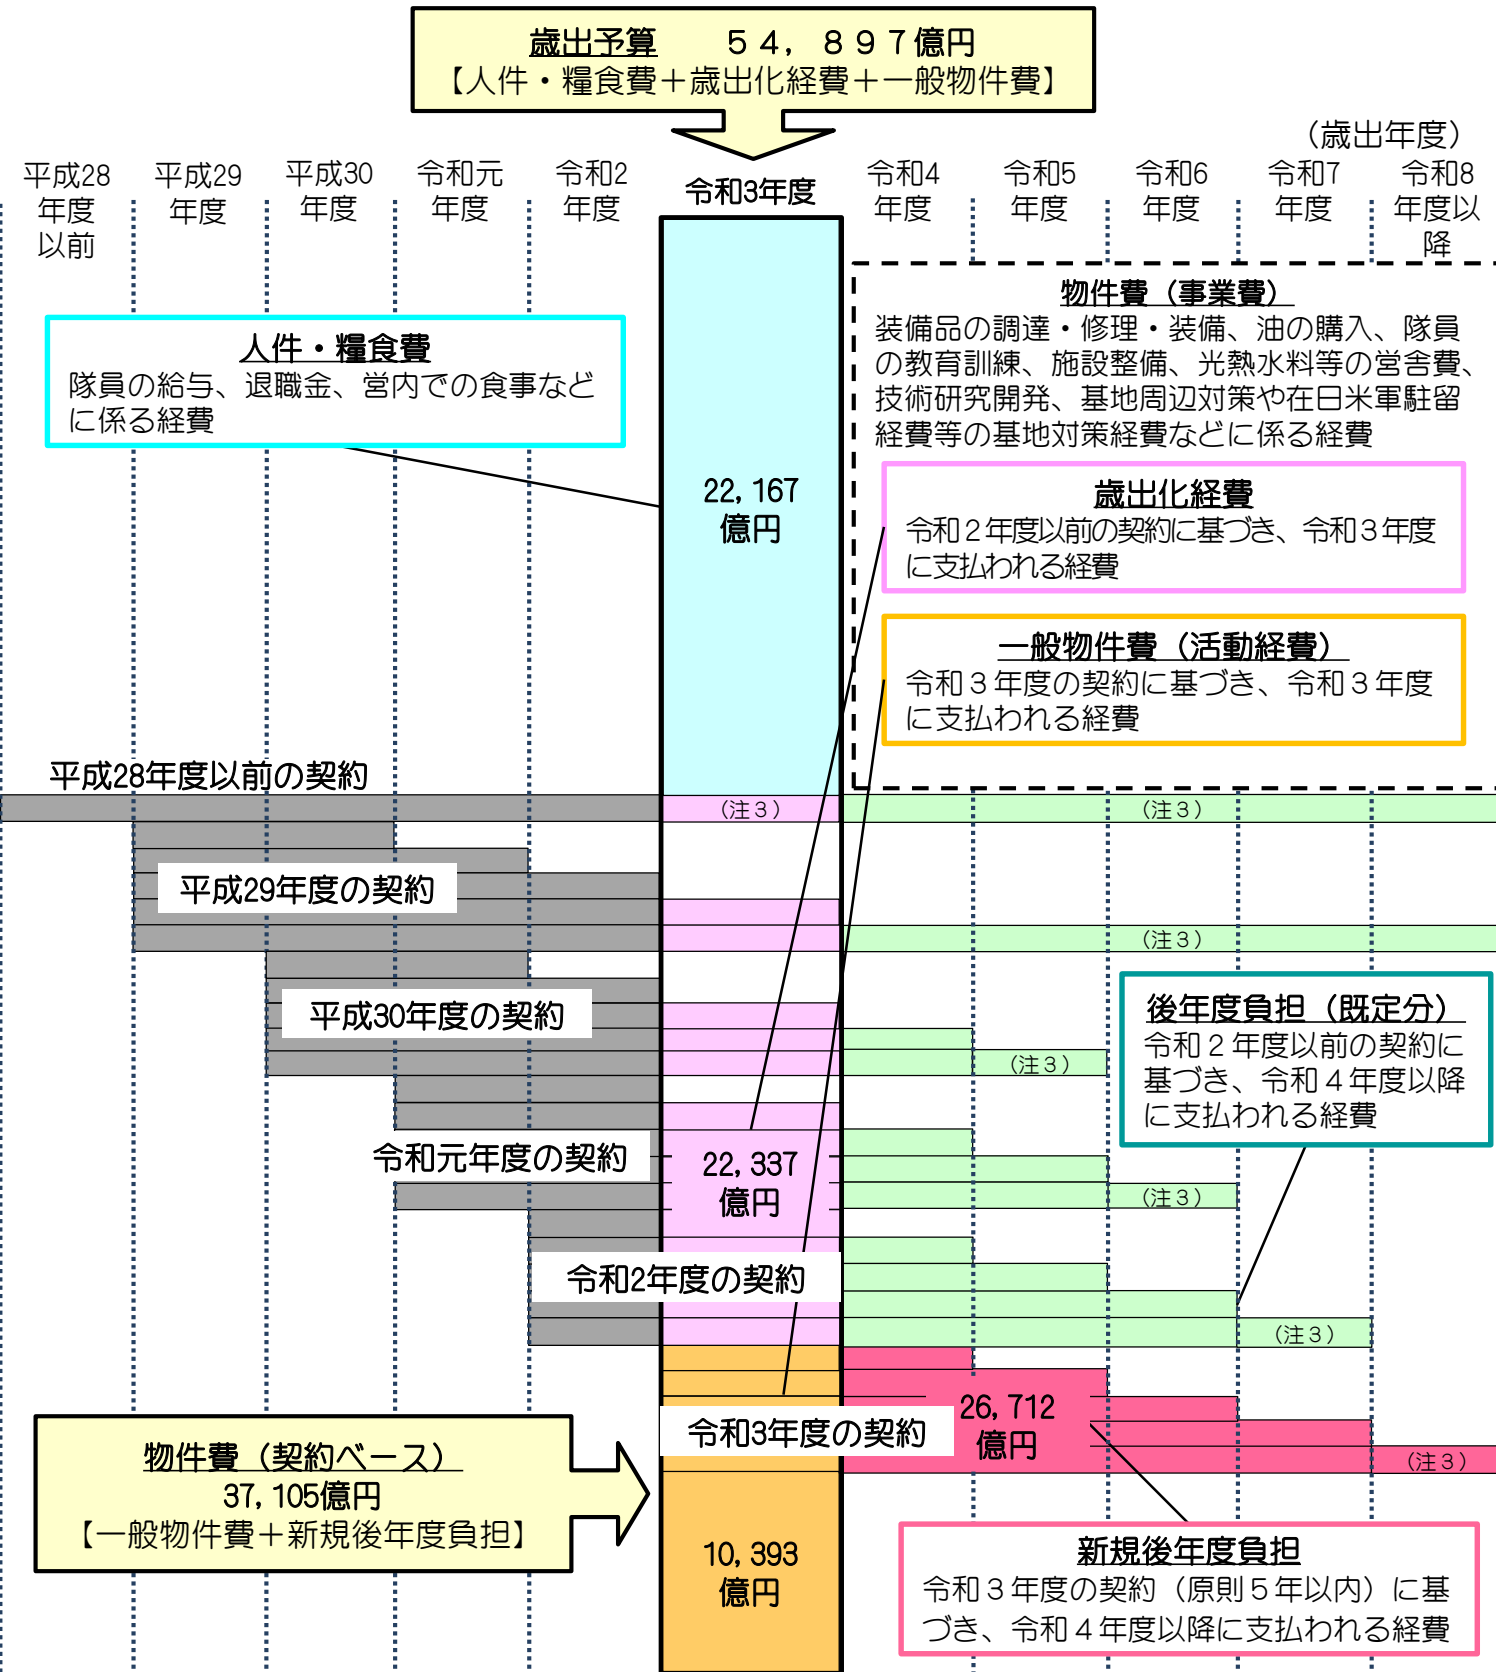 歳出予算　　５４，８９７億円
【人件・糧食費＋歳出化経費＋一般物件費】
（歳出年度）
平成28
年度
以前
平成29
年度
平成30
年度
令和元
年度
令和2
年度
令和3年度
令和4
年度
令和5
年度
令和6
年度
令和7
年度
令和8
年度以
降
人件・糧食費
隊員の給与、退職金、営内での食事など
に係る経費
22,167
億円
物件費（事業費）
装備品の調達・修理・装備、油の購入、隊員
の教育訓練、施設整備、光熱水料等の営舎費、
技術研究開発、基地周辺対策や在日米軍駐留
経費等の基地対策経費などに係る経費
歳出化経費
令和２年度以前の契約に基づき、令和３年度
に支払われる経費
一般物件費（活動経費）
令和３年度の契約に基づき、令和３年度
に支払われる経費
平成28年度以前の契約
（注３）
（注３）
平成29年度の契約
（注３）
平成30年度の契約
（注３）
後年度負担（既定分）
令和２年度以前の契約に
基づき、令和４年度以降
に支払われる経費
令和元年度の契約
22,337
億円
（注３）
令和2年度の契約
（注３）
令和3年度の契約
26,712
億円
（注３）
物件費（契約ベース）
37,105億円
【一般物件費＋新規後年度負担】
10,393
億円
新規後年度負担
令和３年度の契約（原則５年以内）に基
づき、令和４年度以降に支払われる経費